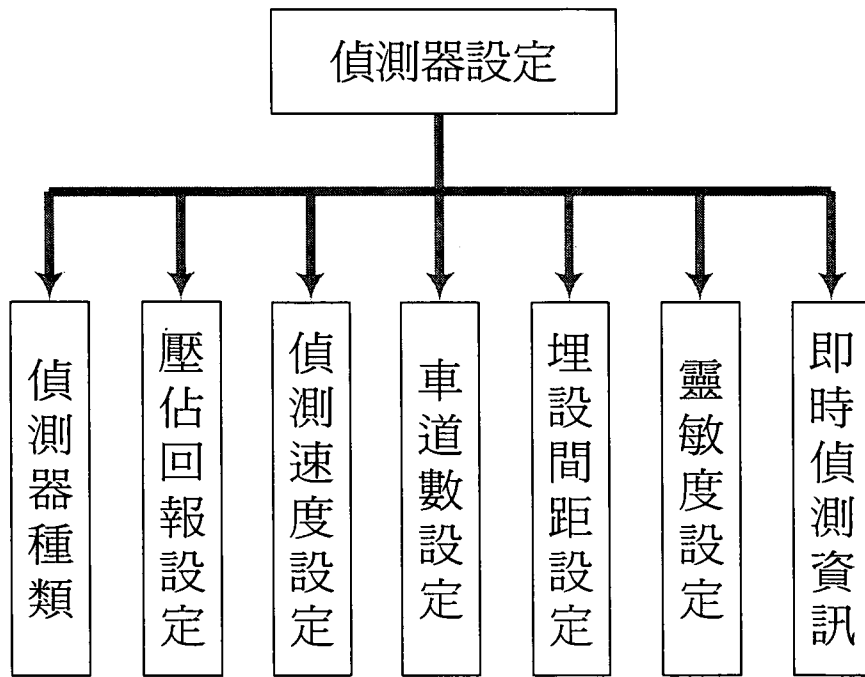 偵測器設定
偵測器種類
壓佔回報設定
偵測速度設定
車道數設定
埋設間距設定
靈敏度設定
即時偵測資訊